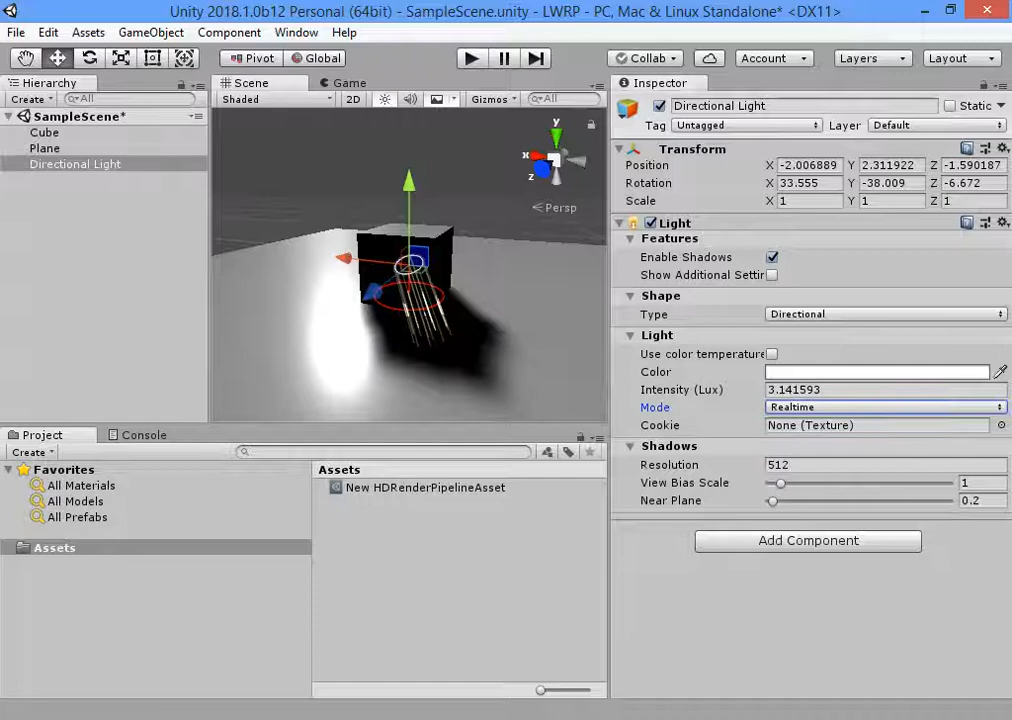 Unity 2018.1.0b12 Personal (64bit) - SampleScene.unity - LWRP - PC, Mac & Linux Standalone* <DX11>
File Edit Assets GameObject Component Window Help
Pivot Global Collab Account Layers Layout
Hierarchy
Create All
SampleScene*
Cube
Plane
Directional Light
Scene Game
Shaded 2D Gizmos All
y
x
z
Persp
Inspector
Directional Light Static
Tag Untagged Layer Default
Transform
Position X -2.006889 Y 2.311922 Z -1.590187
Rotation X 33.555 Y -38.009 Z -6.672
Scale X 1 Y 1 Z 1
Light
Features
Enable Shadows
Show Additional Settir
Shape
Type Directional
Light
Use color temperature
Color
Intensity (Lux) 3.141593
Mode Realtime
Cookie None (Texture)
Shadows
Resolution 512
View Bias Scale 1
Near Plane 0.2
Add Component
Project Console
Create
Favorites
All Materials
All Models
All Prefabs
Assets
Assets
New HDRenderPipelineAsset